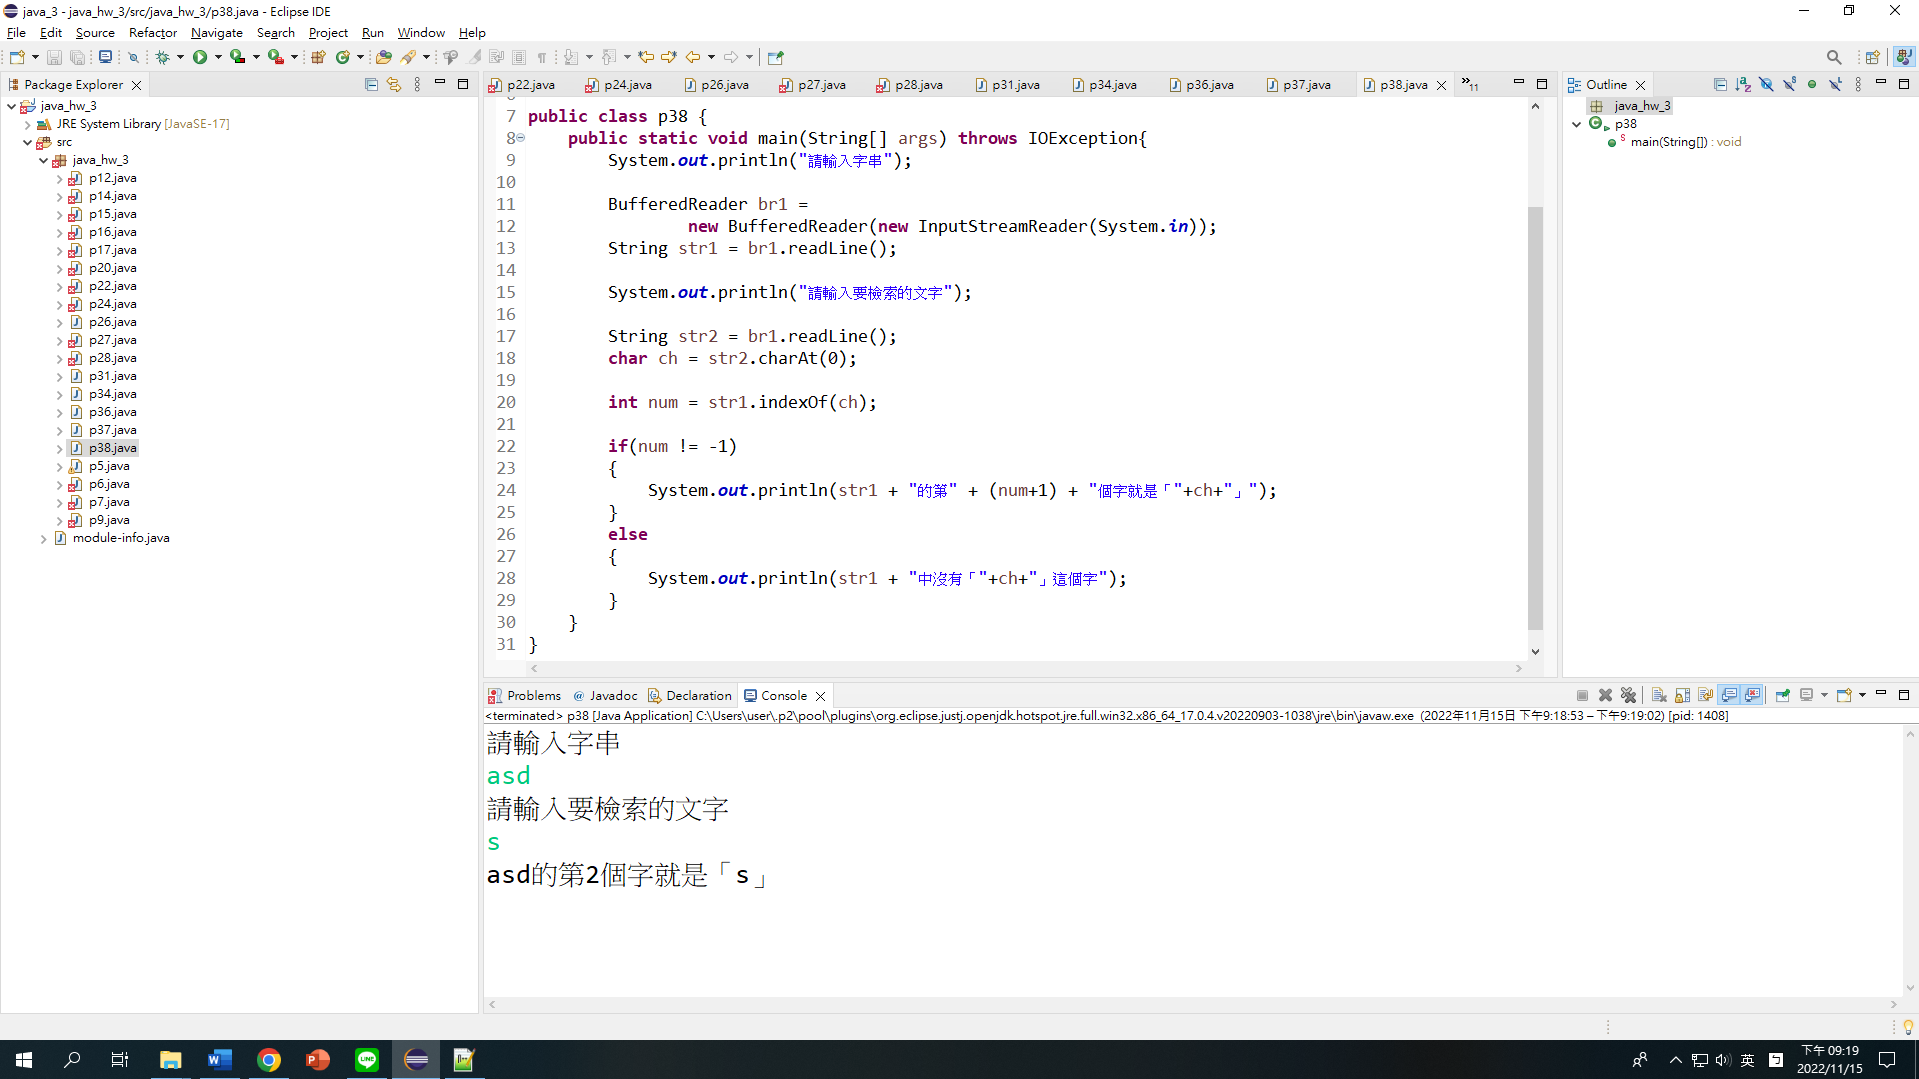 java_3 - java_hw_3/src/java_hw_3/p38.java - Eclipse IDE
File Edit Source Refactor Navigate Search Project Run Window Help
Package Explorer
java_hw_3
JRE System Library [JavaSE-17]
src
java_hw_3
p12.java
p14.java
p15.java
p16.java
p17.java
p20.java
p22.java
p24.java
p26.java
p27.java
p28.java
p31.java
p34.java
p36.java
p37.java
p38.java
p5.java
p6.java
p7.java
p9.java
module-info.java
p22.java p24.java p26.java p27.java p28.java p31.java p34.java p36.java p37.java p38.java »11
7 public class p38 {
8 public static void main(String[] args) throws IOException{
9 System.out.println("請輸入字串");
10
11 BufferedReader br1 =
12 new BufferedReader(new InputStreamReader(System.in));
13 String str1 = br1.readLine();
14
15 System.out.println("請輸入要檢索的文字");
16
17 String str2 = br1.readLine();
18 char ch = str2.charAt(0);
19
20 int num = str1.indexOf(ch);
21
22 if(num != -1)
23 {
24 System.out.println(str1 + "的第" + (num+1) + "個字就是「"+ch+"」");
25 }
26 else
27 {
28 System.out.println(str1 + "中沒有「"+ch+"」這個字");
29 }
30 }
31 }
Outline
java_hw_3
p38
main(String[]) : void
Problems Javadoc Declaration Console
<terminated> p38 [Java Application] C:\Users\user\.p2\pool\plugins\org.eclipse.justj.openjdk.hotspot.jre.full.win32.x86_64_17.0.4.v20220903-1038\jre\bin\javaw.exe (2022年11月15日 下午9:18:53 – 下午9:19:02) [pid: 1408]
請輸入字串
asd
請輸入要檢索的文字
s
asd的第2個字就是「s」
英
下午 09:19
2022/11/15